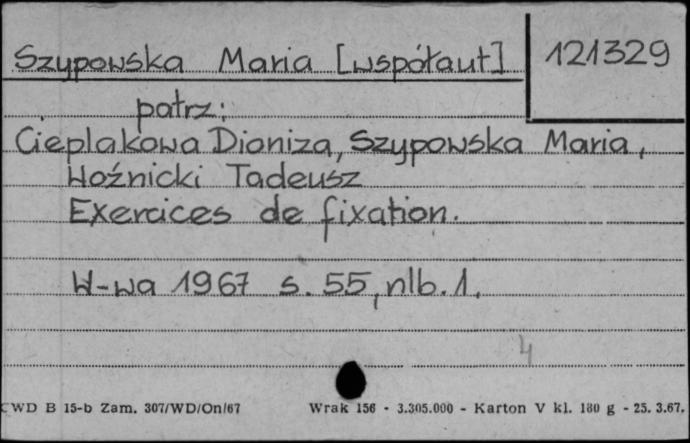 Szypowska Maria [współaut] 121329
patrz:
Cieplakowa Dioniza, Szypowska Maria,
Woźnicki Tadeusz
Exercices de fixation.
W-wa 1967 s. 55, nlb. 1.
4
CWD B 15-b Zam. 307/WD/On/67 Wrak 156 - 3.305.000 - Karton V kl. 180 g - 25. 3.67.